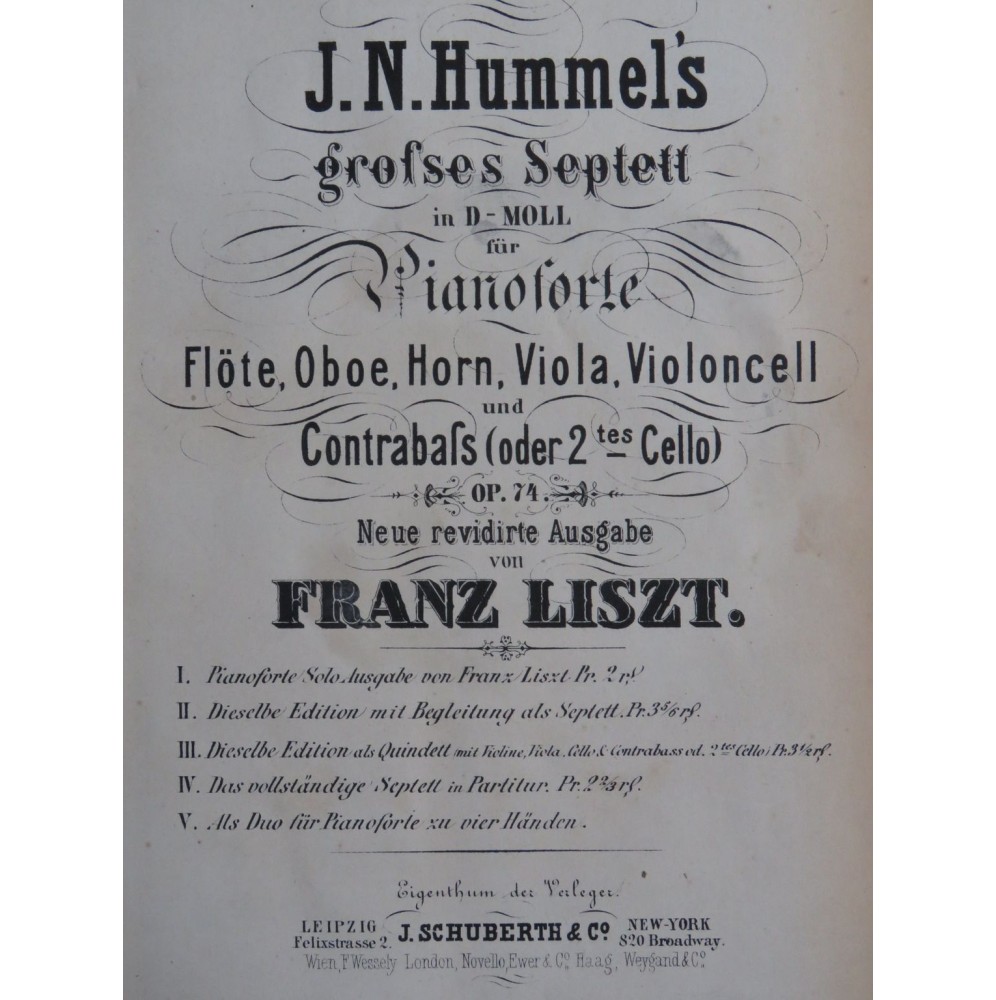 J. N. Hummel's
groſses Septett
in D-MOLL
für
Pianoforte
Flöte, Oboe, Horn, Viola, Violoncell
und
Contrabaſs (oder 2tes Cello)
OP. 74.
Neue revidirte Ausgabe
von
FRANZ LISZT.
I. Pianoforte Solo Ausgabe von Franz Liszt Pr. 2 rf.
II. Dieselbe Edition mit Begleitung als Septett. Pr. 3 5/6 rf.
III. Dieselbe Edition als Quindett (mit Violine, Viola, Cello & Contrabass od. 2tes Cello) Pr. 3 1/2 rf.
IV. Das vollständige Septett in Partitur. Pr. 2 2/3 rf.
V. Als Duo für Pianoforte zu vier Händen.
Eigenthum der Verleger.
LEIPZIG J. SCHUBERTH & Co. NEW-YORK
Felixstrasse 2. 820 Broadway.
Wien, F. Wessely London, Novello, Ewer & Co. Haag, Weygand & Co.